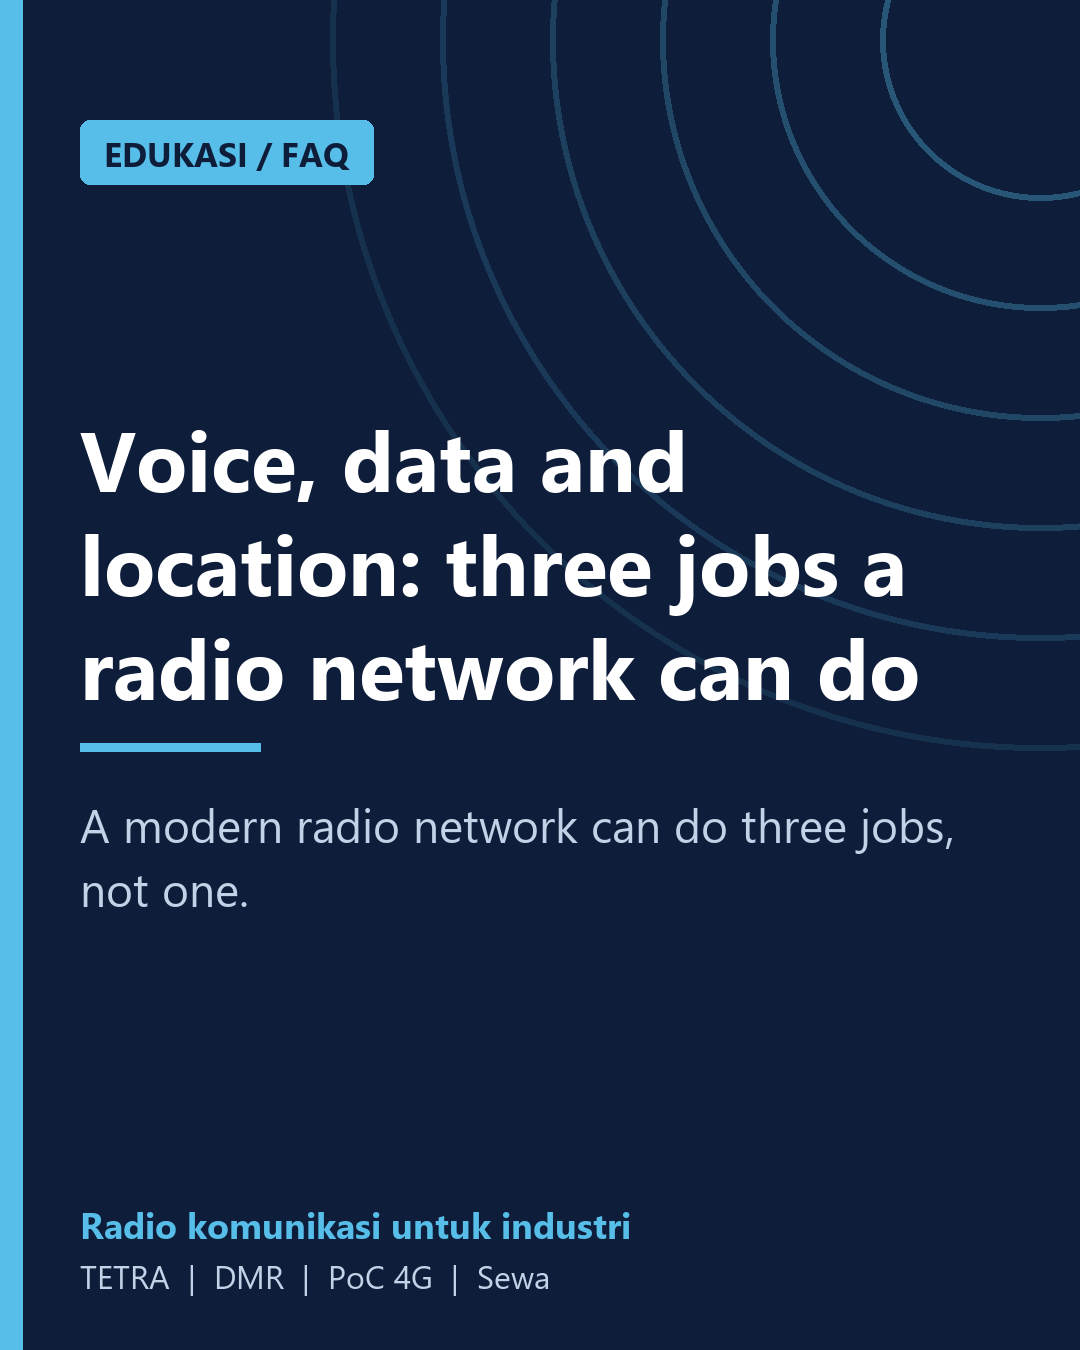 EDUKASI / FAQ
Voice, data and
location: three jobs a
radio network can do
A modern radio network can do three jobs,
not one.
Radio komunikasi untuk industri
TETRA | DMR | PoC 4G | Sewa